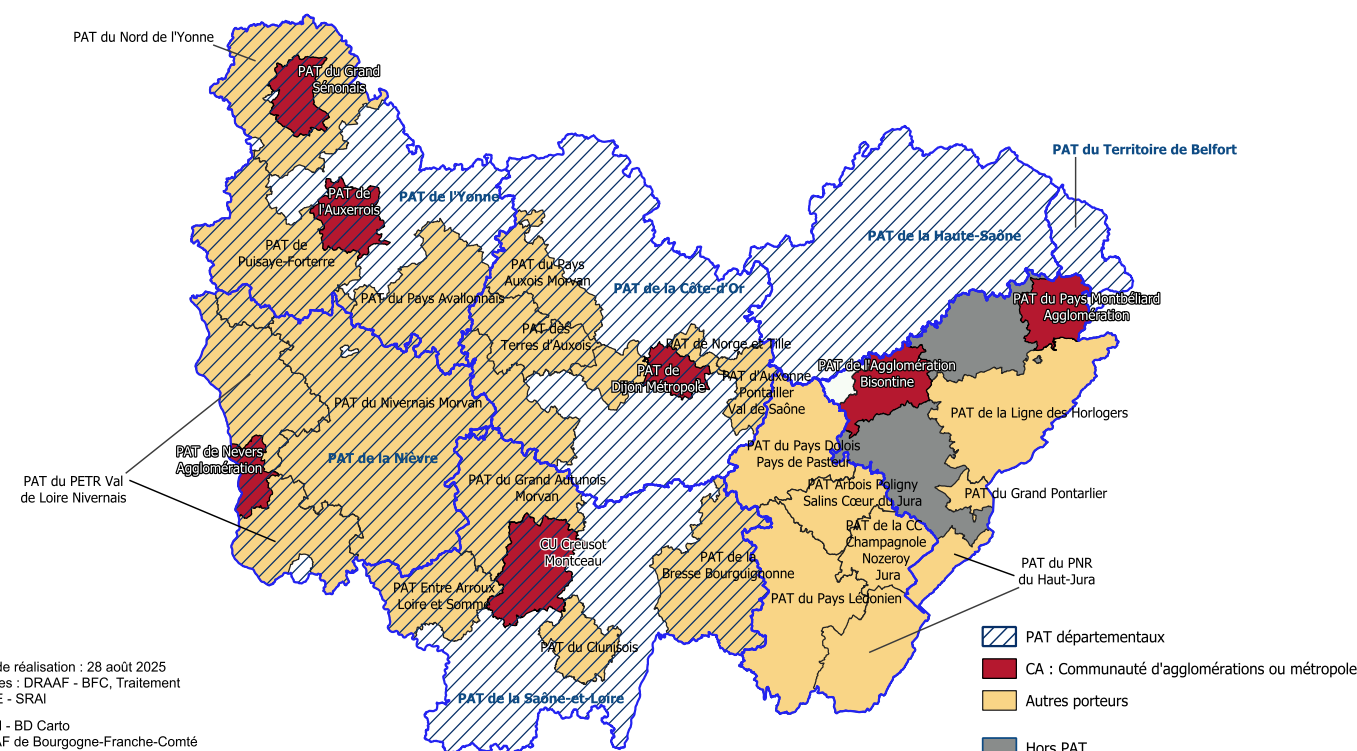 PAT du Nord de l'Yonne
PAT du Grand
Sénonais
PAT du Territoire de Belfort
PAT de
l'Auxerrois
PAT de l'Yonne
PAT de la Haute-Saône
PAT de
Puisaye-Forterre
PAT du Pays
Auxois Morvan
PAT de la Côte-d'Or
PAT du Pays Avallonnais
PAT du Pays Montbéliard
Agglomération
PAT des
Terres d'Auxois
PAT de Norge et Tille
PAT de
Dijon Métropole
PAT d'Auxonne
Pontailler
Val de Saône
PAT de l'Agglomération
Bisontine
PAT du Nivernais Morvan
PAT de la Ligne des Horlogers
PAT de Nevers
Agglomération
PAT de la Nièvre
PAT du Pays Dolois
Pays de Pasteur
PAT du PETR Val
de Loire Nivernais
PAT du Grand Autunois
Morvan
PAT Arbois Poligny
Salins Cœur du Jura
PAT du Grand Pontarlier
CU Creusot
Montceau
PAT de la CC
Champagnole
Nozeroy
Jura
PAT de la
Bresse Bourguignonne
PAT du PNR
du Haut-Jura
PAT Entre Arroux
Loire et Somme
PAT du Pays Lédonien
PAT du Clunisois
PAT de la Saône-et-Loire
PAT départementaux
CA : Communauté d'agglomérations ou métropole
Autres porteurs
Hors PAT
de réalisation : 28 août 2025
es : DRAAF - BFC, Traitement
E - SRAI
- BD Carto
AF de Bourgogne-Franche-Comté